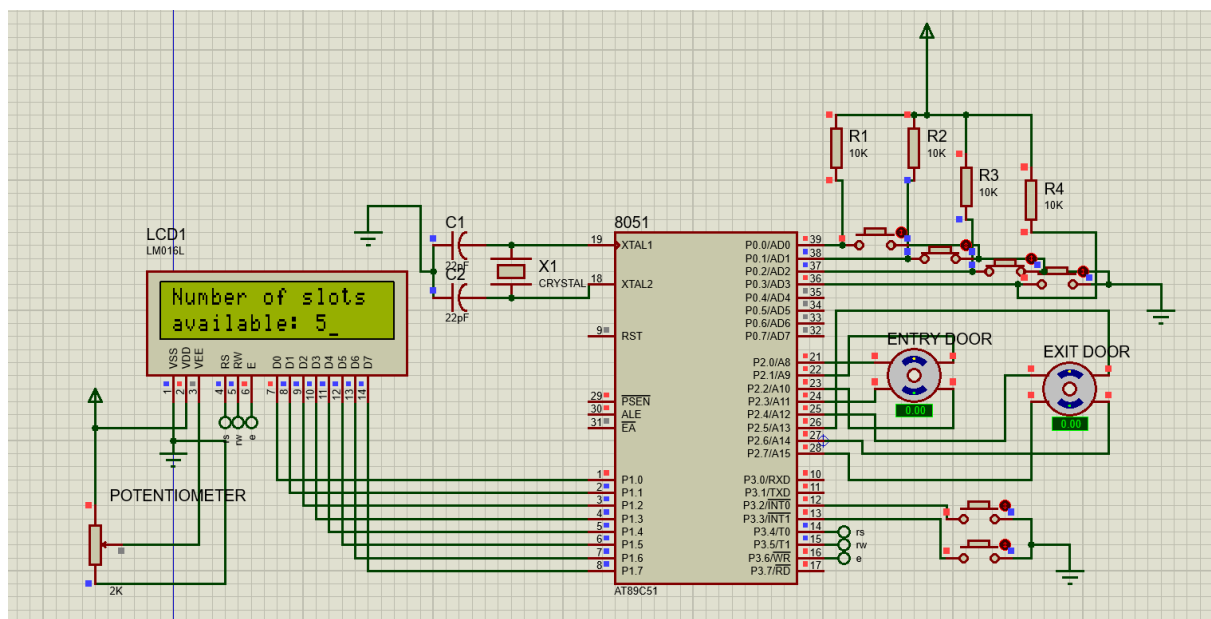 LCD1
LM016L
Number of slots
available: 5_
VSS
VDD
VEE
RS
RW
E
D0
D1
D2
D3
D4
D5
D6
D7
1
2
3
4
5
6
7
8
9
10
11
12
13
14
rs
rw
e
POTENTIOMETER
2K
C1
22pF
C2
22pF
X1
CRYSTAL
8051
19 XTAL1
18 XTAL2
9 RST
29 PSEN
30 ALE
31 EA
1 P1.0
2 P1.1
3 P1.2
4 P1.3
5 P1.4
6 P1.5
7 P1.6
8 P1.7
P0.0/AD0 39
P0.1/AD1 38
P0.2/AD2 37
P0.3/AD3 36
P0.4/AD4 35
P0.5/AD5 34
P0.6/AD6 33
P0.7/AD7 32
P2.0/A8 21
P2.1/A9 22
P2.2/A10 23
P2.3/A11 24
P2.4/A12 25
P2.5/A13 26
P2.6/A14 27
P2.7/A15 28
P3.0/RXD 10
P3.1/TXD 11
P3.2/INT0 12
P3.3/INT1 13
P3.4/T0 14
P3.5/T1 15
P3.6/WR 16
P3.7/RD 17
AT89C51
rs
rw
e
R1
10K
R2
10K
R3
10K
R4
10K
ENTRY DOOR
0.00
EXIT DOOR
0.00